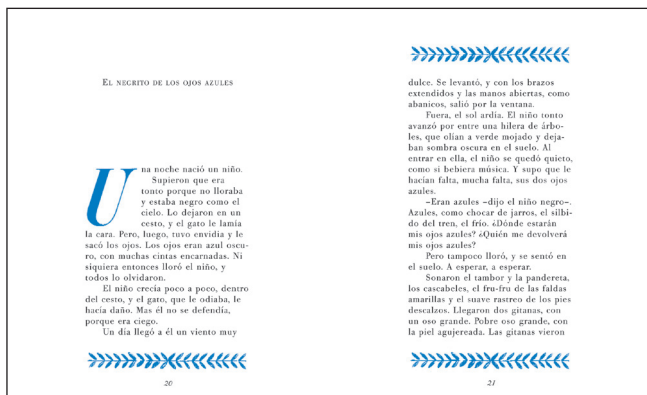 EL NEGRITO DE LOS OJOS AZULES
Una noche nació un niño.
Supieron que era
tonto porque no lloraba
y estaba negro como el
cielo. Lo dejaron en un
cesto, y el gato le lamía
la cara. Pero, luego, tuvo envidia y le
sacó los ojos. Los ojos eran azul oscu-
ro, con muchas cintas encarnadas. Ni
siquiera entonces lloró el niño, y
todos lo olvidaron.
El niño crecía poco a poco, dentro
del cesto, y el gato, que le odiaba, le
hacía daño. Mas él no se defendía,
porque era ciego.
Un día llegó a él un viento muy
20
dulce. Se levantó, y con los brazos
extendidos y las manos abiertas, como
abanicos, salió por la ventana.
Fuera, el sol ardía. El niño tonto
avanzó por entre una hilera de árbo-
les, que olían a verde mojado y deja-
ban sombra oscura en el suelo. Al
entrar en ella, el niño se quedó quieto,
como si bebiera música. Y supo que le
hacían falta, mucha falta, sus dos ojos
azules.
–Eran azules –dijo el niño negro–.
Azules, como chocar de jarros, el silbi-
do del tren, el frío. ¿Dónde estarán
mis ojos azules? ¿Quién me devolverá
mis ojos azules?
Pero tampoco lloró, y se sentó en
el suelo. A esperar, a esperar.
Sonaron el tambor y la pandereta,
los cascabeles, el fru-fru de las faldas
amarillas y el suave rastreo de los pies
descalzos. Llegaron dos gitanas, con
un oso grande. Pobre oso grande, con
la piel agujereada. Las gitanas vieron
21